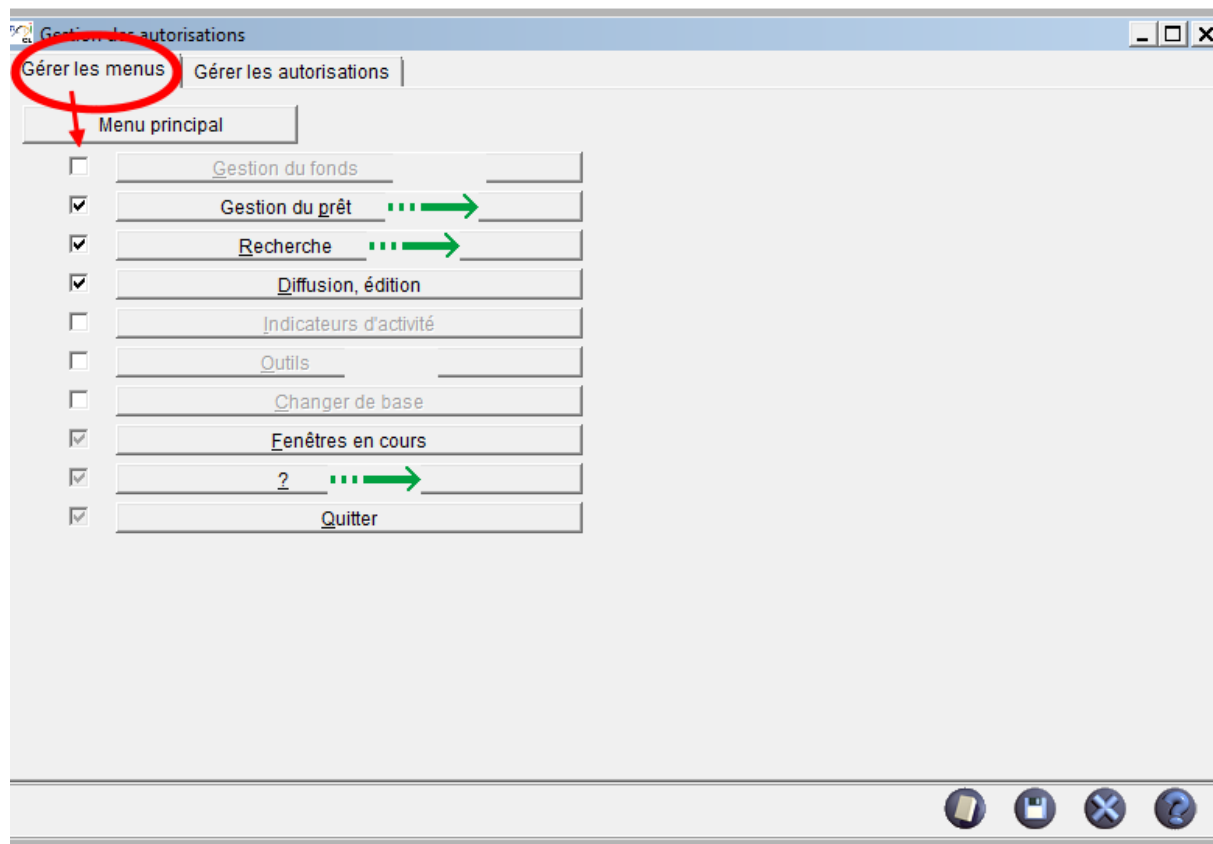 Gestion des autorisations
Gérer les menus Gérer les autorisations
Menu principal
Gestion du fonds
Gestion du prêt
Recherche
Diffusion, édition
Indicateurs d'activité
Outils
Changer de base
Fenêtres en cours
?
Quitter